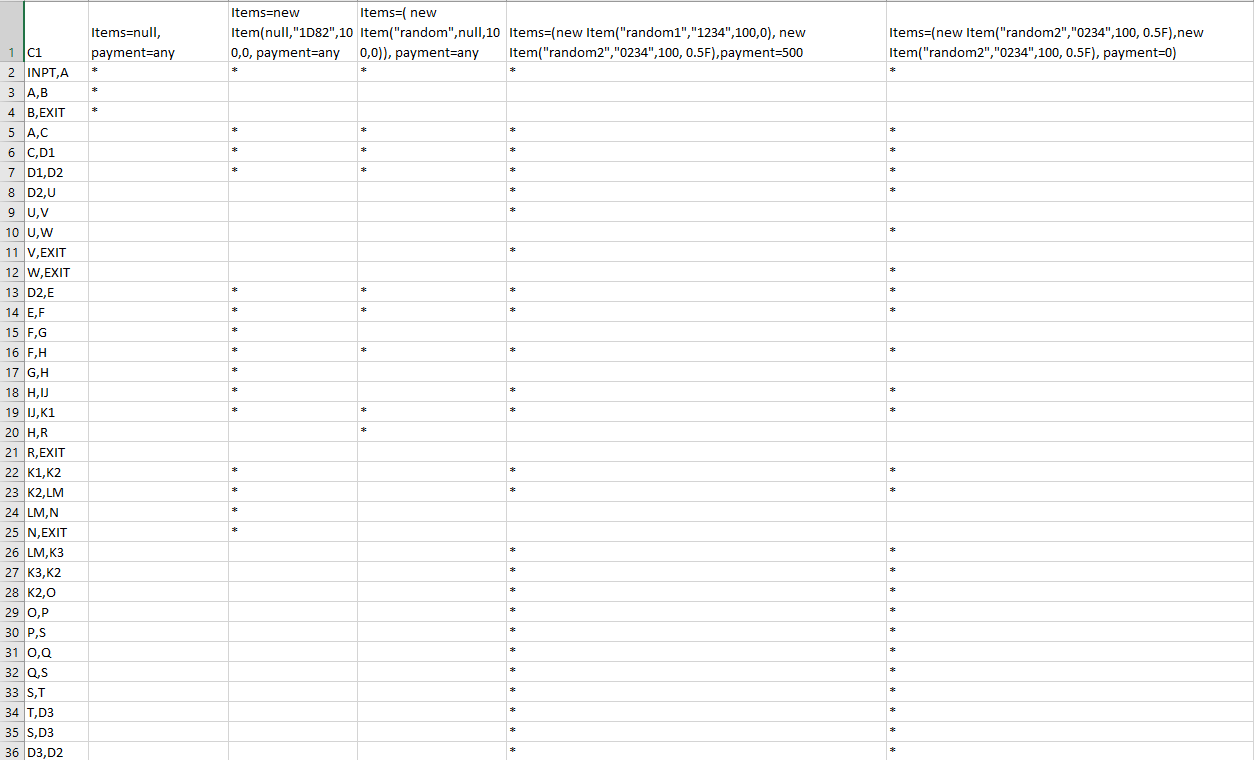 1 C1 Items=null, payment=any Items=new Item(null,"1D82",100,0, payment=any Items=( new Item("random",null,100,0)), payment=any Items=(new Item("random1","1234",100,0), new Item("random2","0234",100, 0.5F),payment=500 Items=(new Item("random2","0234",100, 0.5F),new Item("random2","0234",100, 0.5F), payment=0)
2 INPT,A * * * * *
3 A,B *
4 B,EXIT *
5 A,C * * * *
6 C,D1 * * * *
7 D1,D2 * * * *
8 D2,U * *
9 U,V *
10 U,W *
11 V,EXIT *
12 W,EXIT *
13 D2,E * * * *
14 E,F * * * *
15 F,G *
16 F,H * * * *
17 G,H *
18 H,IJ * * *
19 IJ,K1 * * * *
20 H,R *
21 R,EXIT
22 K1,K2 * * *
23 K2,LM * * *
24 LM,N *
25 N,EXIT *
26 LM,K3 * *
27 K3,K2 * *
28 K2,O * *
29 O,P * *
30 P,S * *
31 O,Q * *
32 Q,S * *
33 S,T * *
34 T,D3 * *
35 S,D3 * *
36 D3,D2 * *